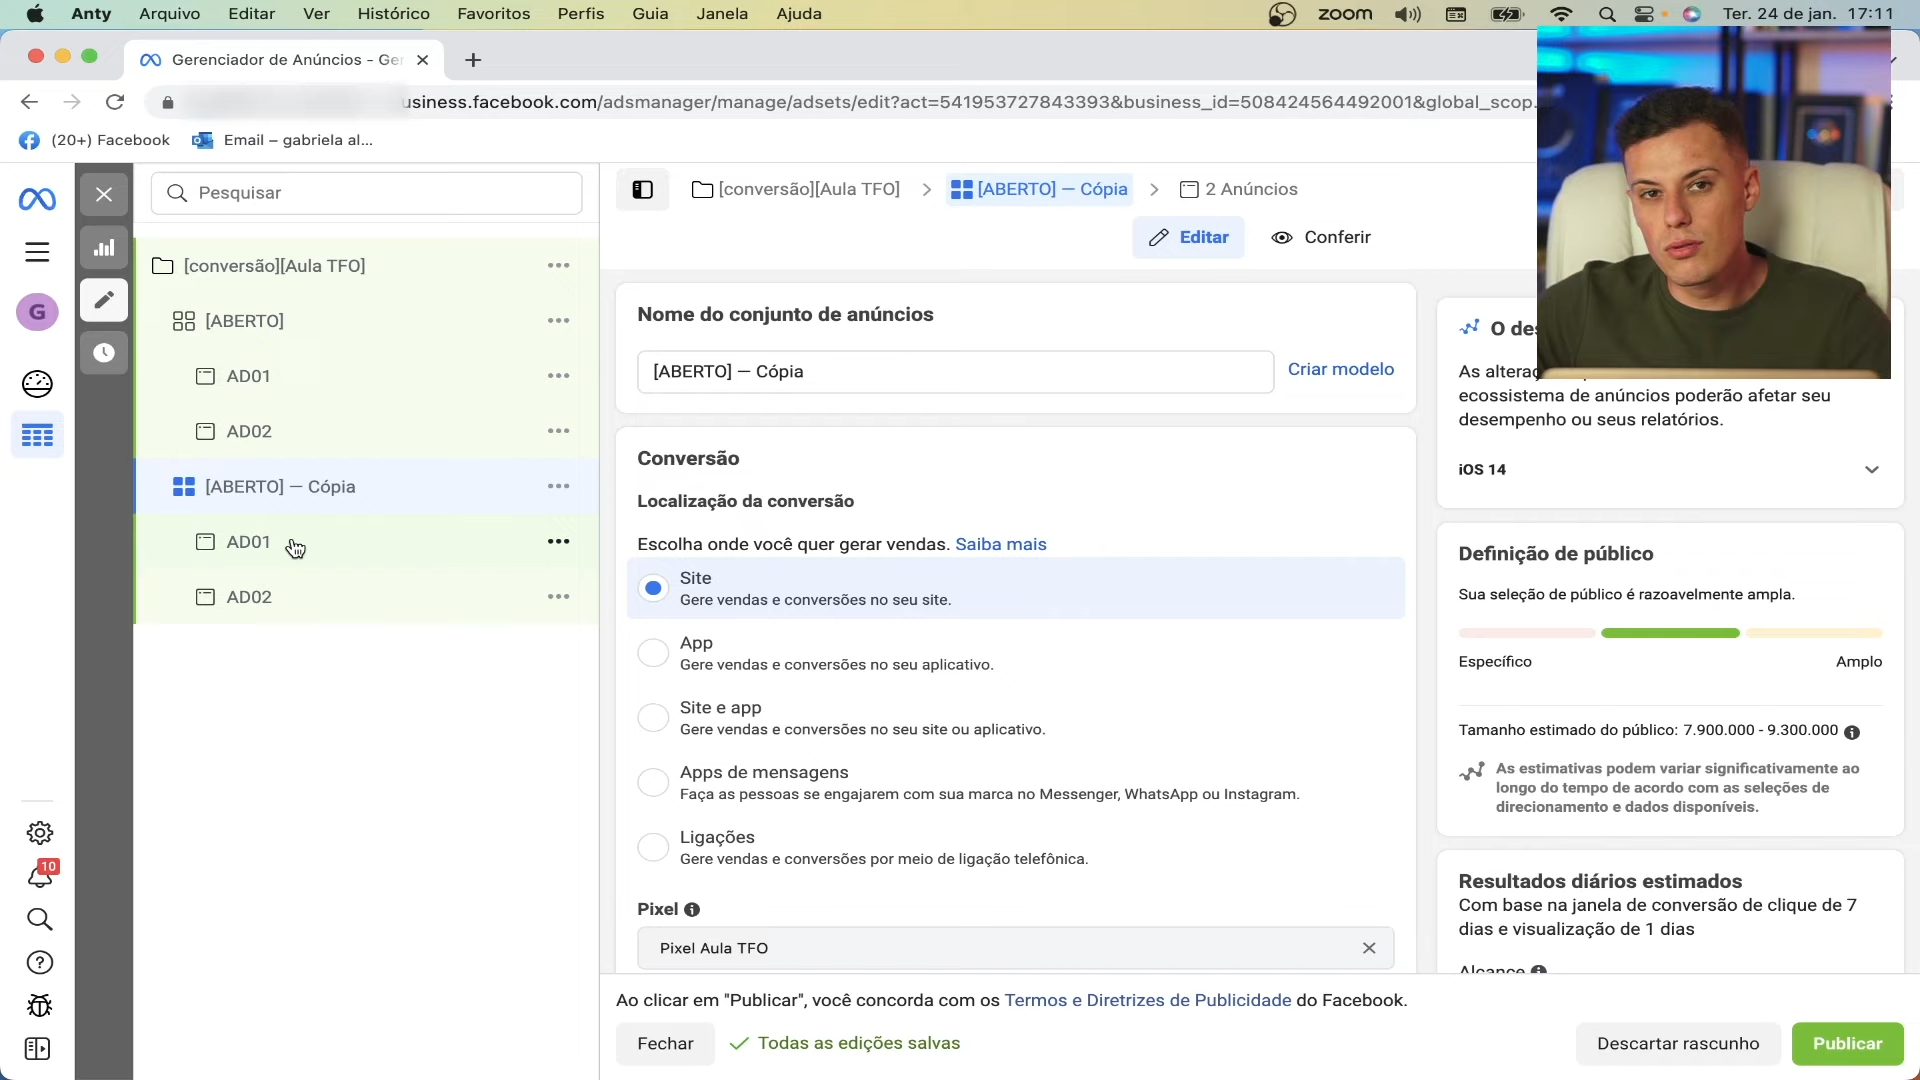 Anty Arquivo Editar Ver Histórico Favoritos Perfis Guia Janela Ajuda
zoom
Ter. 24 de jan. 17:11
Gerenciador de Anúncios - Ge
usiness.facebook.com/adsmanager/manage/adsets/edit?act=541953727843393&business_id=508424564492001&global_scop.
(20+) Facebook
Email – gabriela al...
Pesquisar
G
[conversão][Aula TFO]
[ABERTO]
AD01
AD02
[ABERTO] — Cópia
AD01
AD02
10
[conversão][Aula TFO] > [ABERTO] — Cópia > 2 Anúncios
Editar
Conferir
Nome do conjunto de anúncios
[ABERTO] — Cópia
Criar modelo
Conversão
Localização da conversão
Escolha onde você quer gerar vendas. Saiba mais
Site
Gere vendas e conversões no seu site.
App
Gere vendas e conversões no seu aplicativo.
Site e app
Gere vendas e conversões no seu site ou aplicativo.
Apps de mensagens
Faça as pessoas se engajarem com sua marca no Messenger, WhatsApp ou Instagram.
Ligações
Gere vendas e conversões por meio de ligação telefônica.
Pixel
Pixel Aula TFO
O des
As alteraç
ecossistema de anúncios poderão afetar seu
desempenho ou seus relatórios.
iOS 14
Definição de público
Sua seleção de público é razoavelmente ampla.
Específico
Amplo
Tamanho estimado do público: 7.900.000 - 9.300.000
As estimativas podem variar significativamente ao
longo do tempo de acordo com as seleções de
direcionamento e dados disponíveis.
Resultados diários estimados
Com base na janela de conversão de clique de 7
dias e visualização de 1 dias
Alcance
Ao clicar em "Publicar", você concorda com os Termos e Diretrizes de Publicidade do Facebook.
Fechar
Todas as edições salvas
Descartar rascunho
Publicar